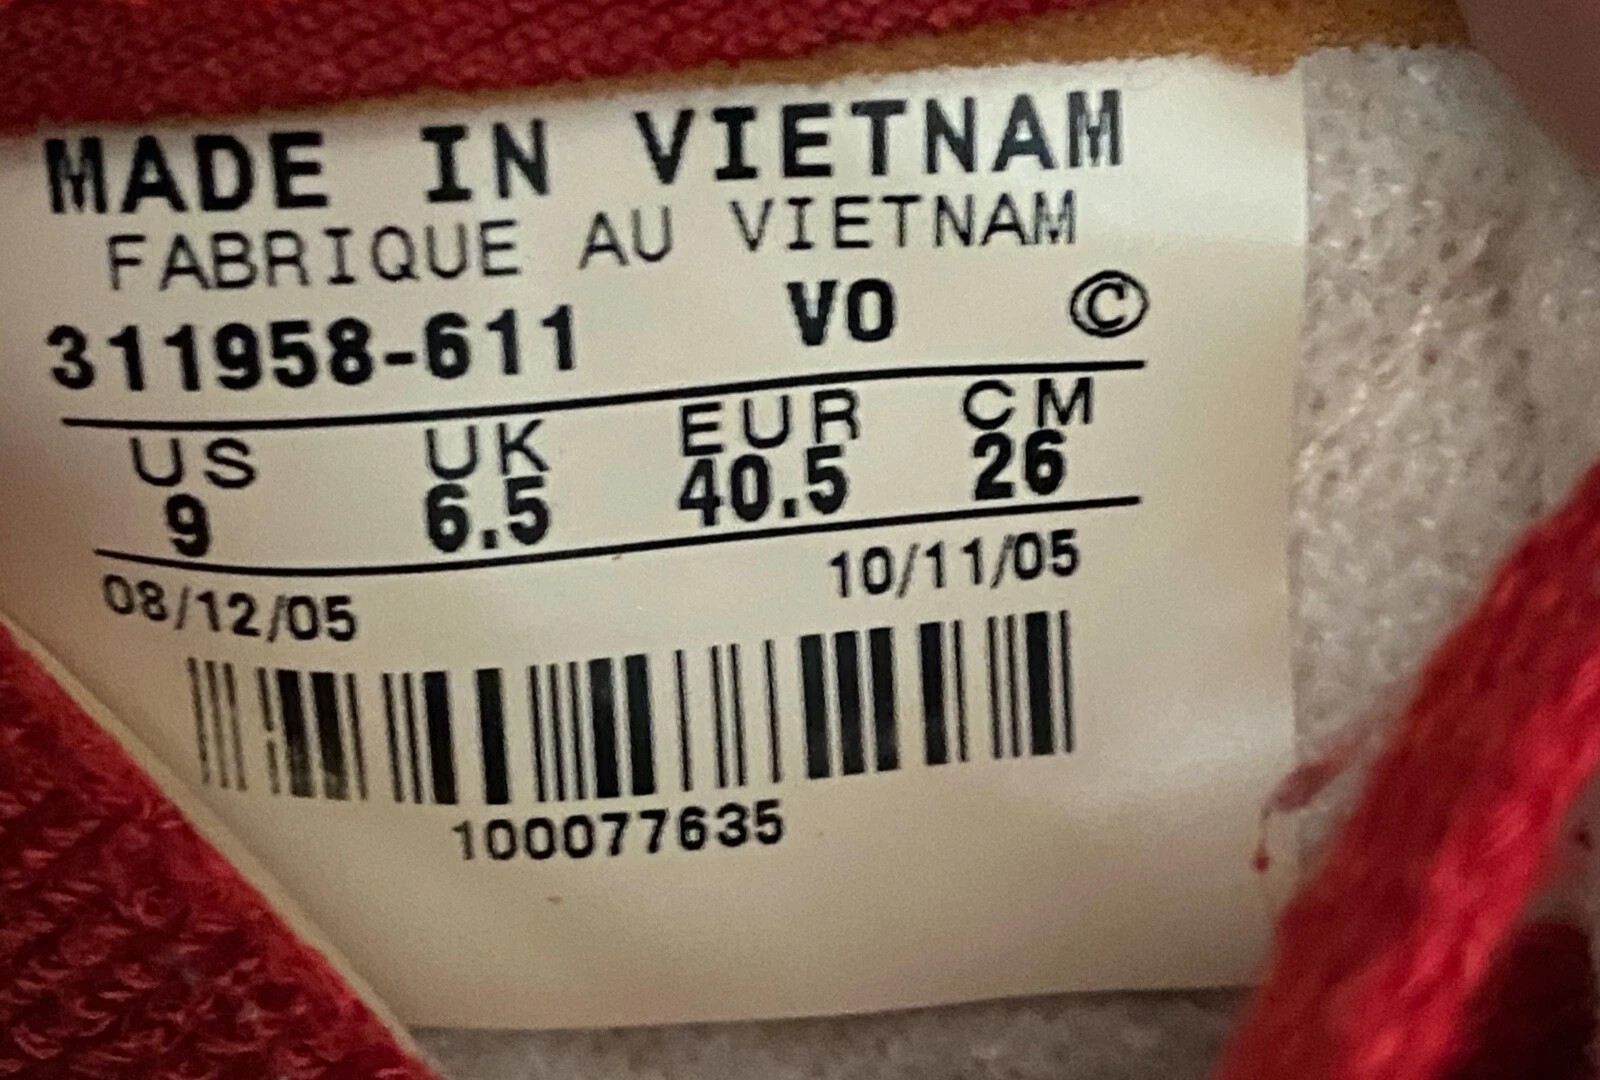 MADE IN VIETNAM
FABRIQUE AU VIETNAM
311958-611 VO ©
US UK EUR CM
9 6.5 40.5 26
08/12/05 10/11/05
100077635